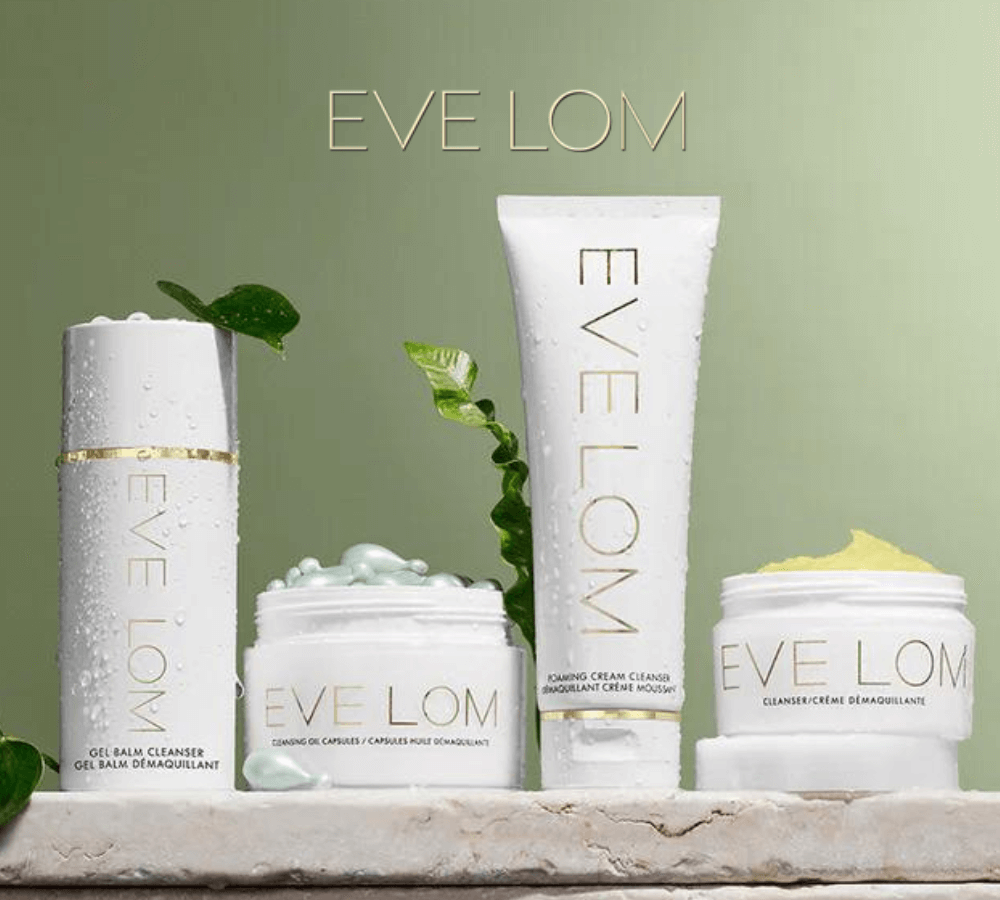 EVE LOM
EVE LOM
GEL BALM CLEANSER
GEL BALM DÉMAQUILLANT
EVE LOM
CLEANSING OIL CAPSULES / CAPSULES HUILE DÉMAQUILLANTE
EVE LOM
FOAMING CREAM CLEANSER
DÉMAQUILLANT CRÈME MOUSSANT
EVE LOM
CLEANSER/CRÈME DÉMAQUILLANTE